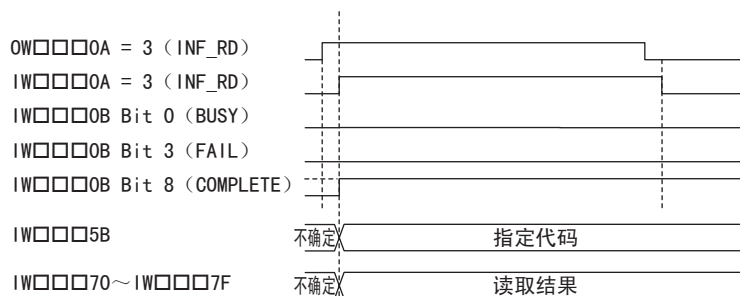 OW□□□0A = 3 (INF_RD)
IW□□□0A = 3 (INF_RD)
IW□□□0B Bit 0 (BUSY)
IW□□□0B Bit 3 (FAIL)
IW□□□0B Bit 8 (COMPLETE)
IW□□□5B 不确定 指定代码
IW□□□70～IW□□□7F 不确定 读取结果